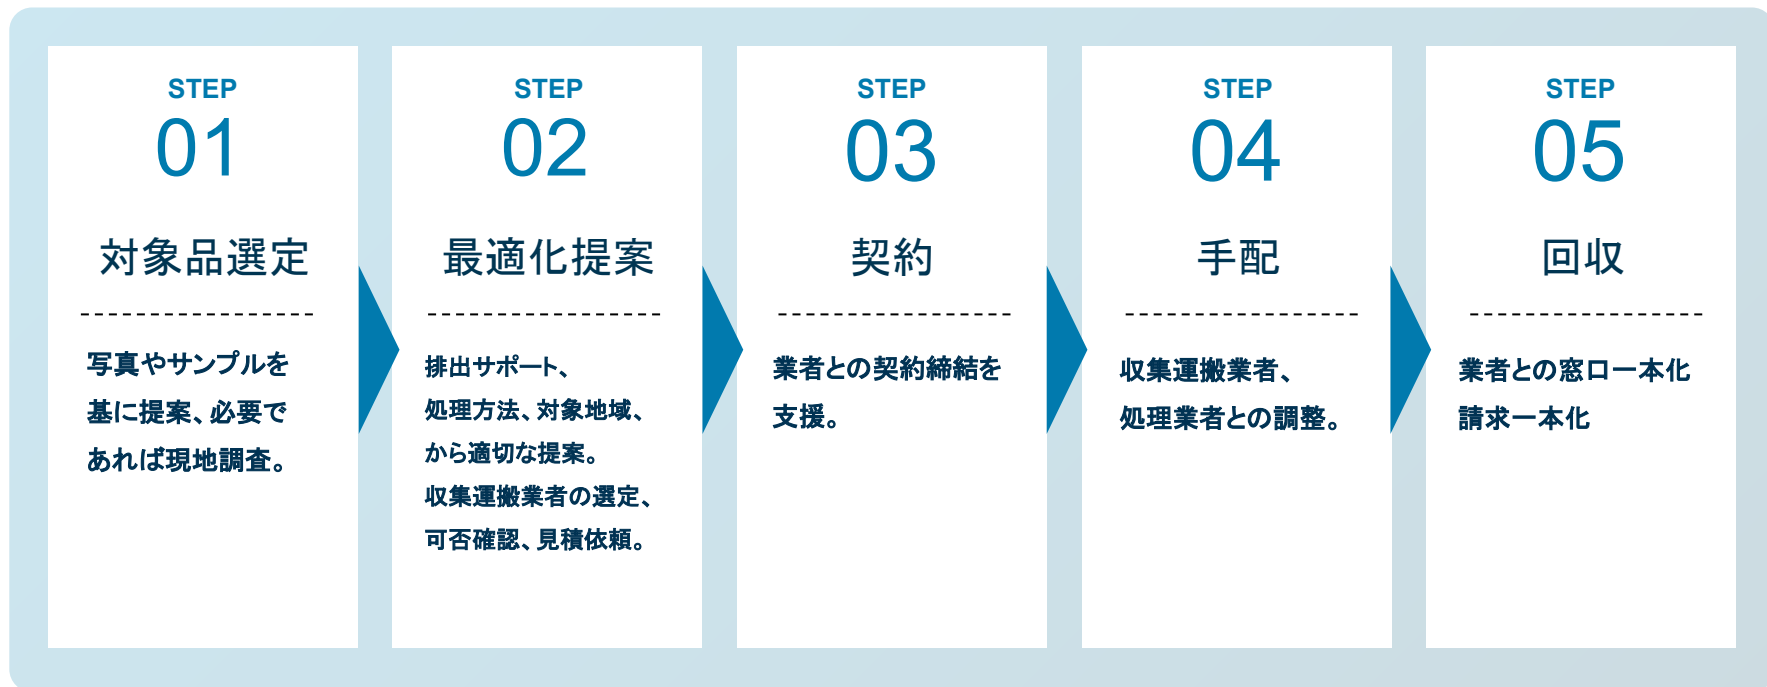 STEP
01
対象品選定
写真やサンプルを
基に提案、必要で
あれば現地調査。
STEP
02
最適化提案
排出サポート、
処理方法、対象地域、
から適切な提案。
収集運搬業者の選定、
可否確認、見積依頼。
STEP
03
契約
業者との契約締結を
支援。
STEP
04
手配
収集運搬業者、
処理業者との調整。
STEP
05
回収
業者との窓口一本化
請求一本化